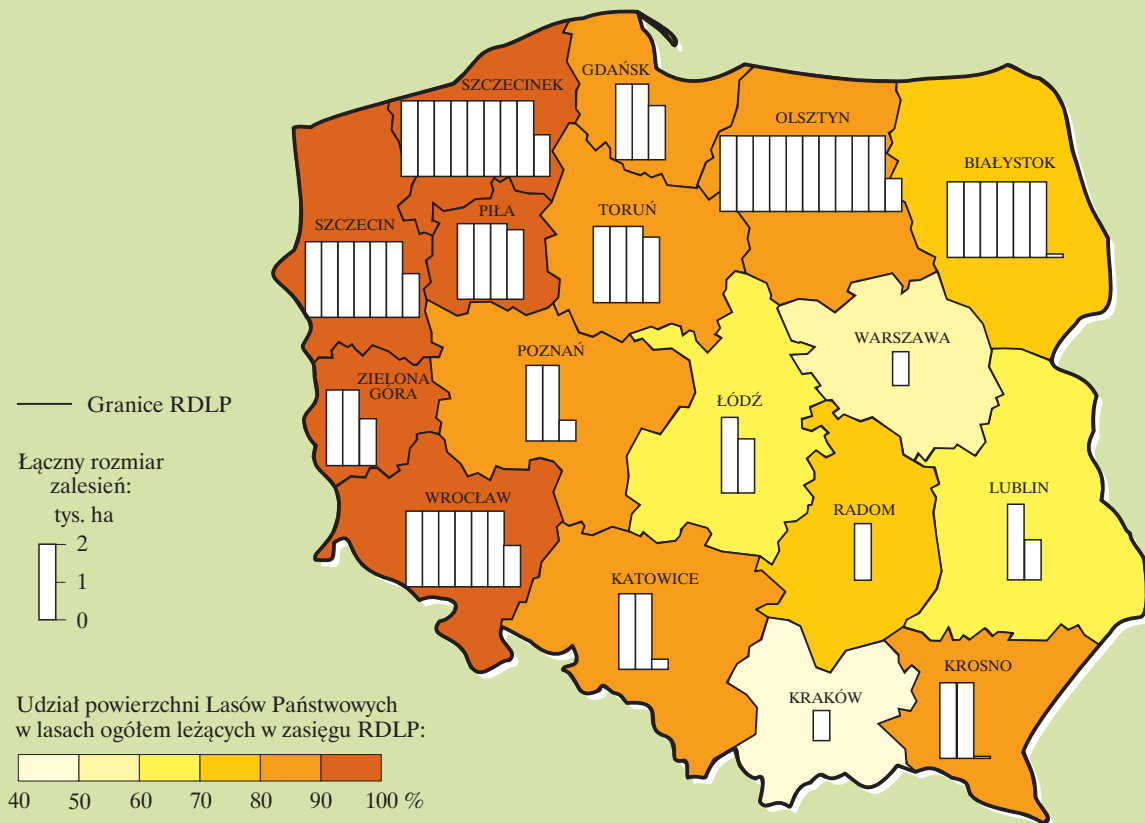 SZCZECINEK
GDAŃSK
OLSZTYN
BIAŁYSTOK
SZCZECIN
PIŁA
TORUŃ
WARSZAWA
POZNAŃ
ZIELONA
GÓRA
ŁÓDŹ
WROCŁAW
RADOM
LUBLIN
KATOWICE
KRAKÓW
KROSNO
Granice RDLP
Łączny rozmiar
zalesień:
tys. ha
2
1
0
Udział powierzchni Lasów Państwowych
w lasach ogółem leżących w zasięgu RDLP:
40 50 60 70 80 90 100 %